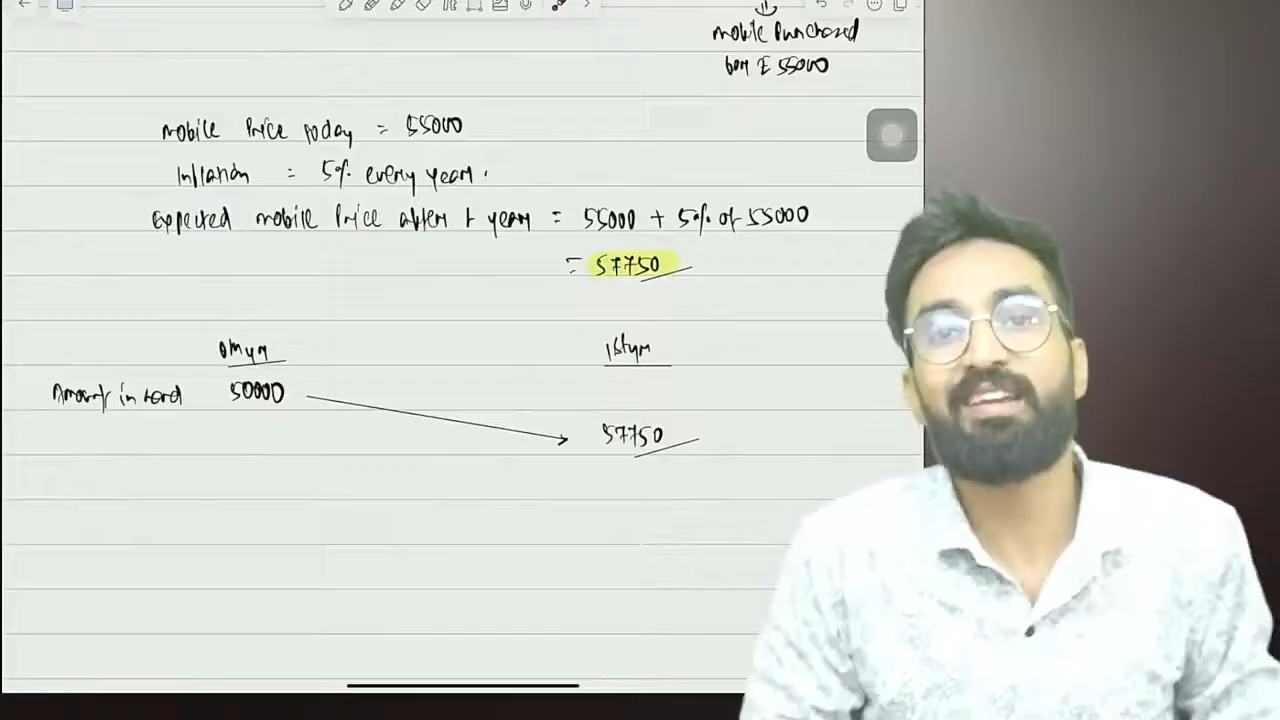 mobile Purchased
for ₹ 55000
mobile Price today = 55000
Inflation = 5% every year.
Expected mobile Price after 1 year = 55000 + 5% of 55000
= 57750
0th yr 1st yr
Amount in hand 50000
57750